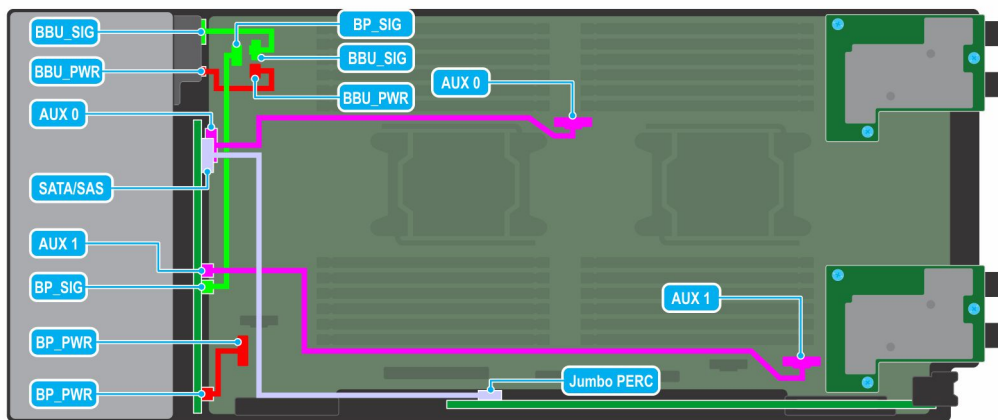 BBU_SIG
BP_SIG
BBU_SIG
BBU_PWR
AUX 0
BBU_PWR
AUX 0
SATA/SAS
AUX 1
BP_SIG
AUX 1
BP_PWR
Jumbo PERC
BP_PWR